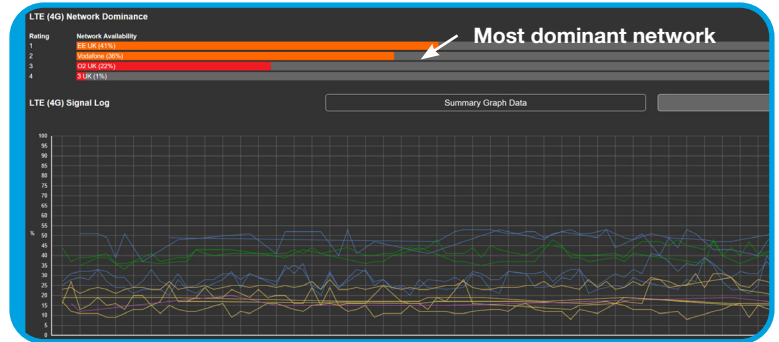 LTE (4G) Network Dominance
Rating Network Availability
Most dominant network
1 EE UK (41%)
2 Vodafone (36%)
3 O2 UK (22%)
4 3 UK (1%)
LTE (4G) Signal Log
Summary Graph Data
100
95
90
85
80
75
70
65
60
55
%
50
45
40
35
30
25
20
15
10
5
0